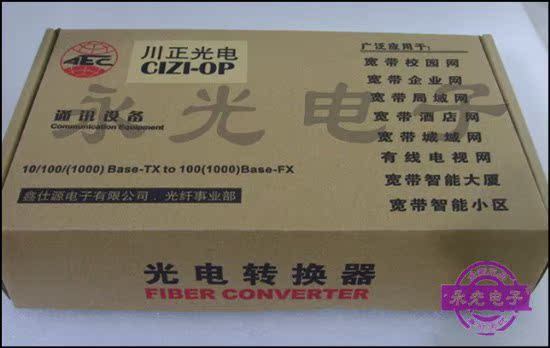 AEC
川正光电
CIZI-OP
通讯设备
Communication Equipment
10/100/(1000) Base-TX to 100(1000)Base-FX
鑫仕源电子有限公司．光纤事业部
广泛应用于:
宽带校园网
宽带企业网
宽带局域网
宽带酒店网
宽带城域网
有线电视网
宽带智能大厦
宽带智能小区
永光电子
光电转换器
FIBER CONVERTER
永光电子